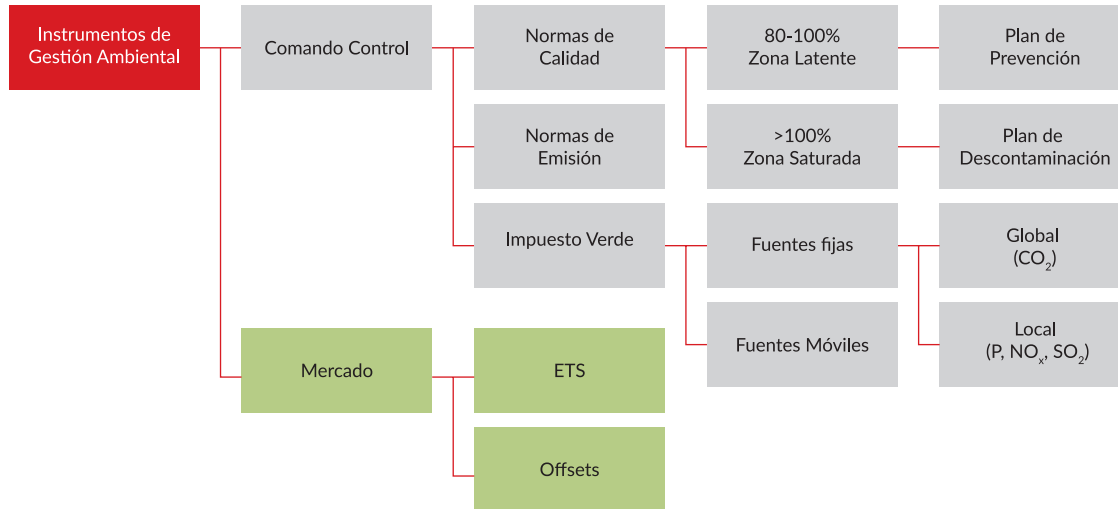 Instrumentos de
Gestión Ambiental
Comando Control
Normas de
Calidad
80-100%
Zona Latente
Plan de
Prevención
Normas de
Emisión
>100%
Zona Saturada
Plan de
Descontaminación
Impuesto Verde
Fuentes fijas
Global
(CO₂)
Fuentes Móviles
Local
(P, NOₓ, SO₂)
Mercado
ETS
Offsets